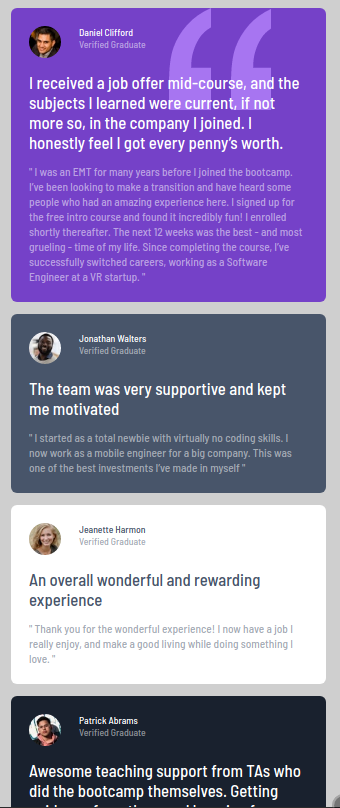 Daniel Clifford
Verified Graduate
I received a job offer mid-course, and the
subjects I learned were current, if not
more so, in the company I joined. I
honestly feel I got every penny’s worth.
" I was an EMT for many years before I joined the bootcamp.
I’ve been looking to make a transition and have heard some
people who had an amazing experience here. I signed up for
the free intro course and found it incredibly fun! I enrolled
shortly thereafter. The next 12 weeks was the best - and most
grueling - time of my life. Since completing the course, I’ve
successfully switched careers, working as a Software
Engineer at a VR startup. "
Jonathan Walters
Verified Graduate
The team was very supportive and kept
me motivated
" I started as a total newbie with virtually no coding skills. I
now work as a mobile engineer for a big company. This was
one of the best investments I’ve made in myself "
Jeanette Harmon
Verified Graduate
An overall wonderful and rewarding
experience
" Thank you for the wonderful experience! I now have a job I
really enjoy, and make a good living while doing something I
love. "
Patrick Abrams
Verified Graduate
Awesome teaching support from TAs who
did the bootcamp themselves. Getting